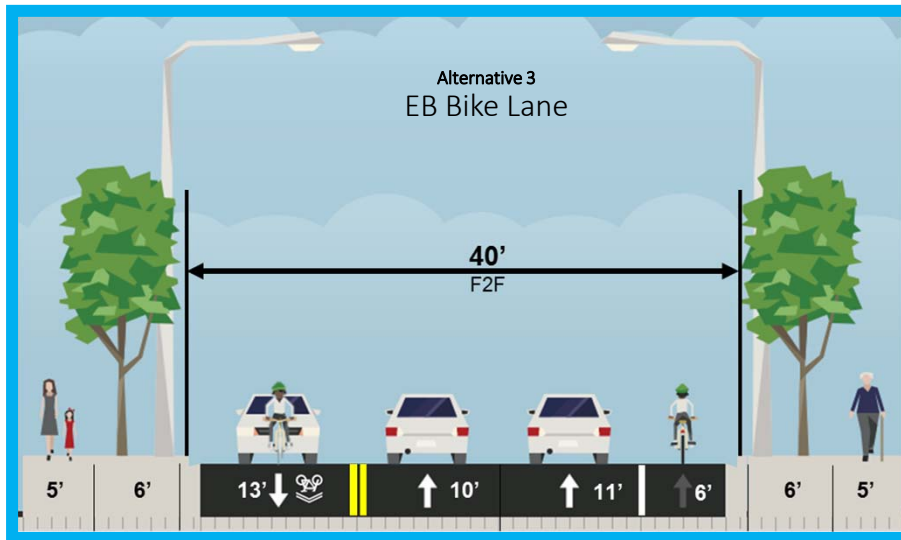 Alternative 3
EB Bike Lane
40’
F2F
5’ 6’ 13’ 10’ 11’ 6’ 6’ 5’